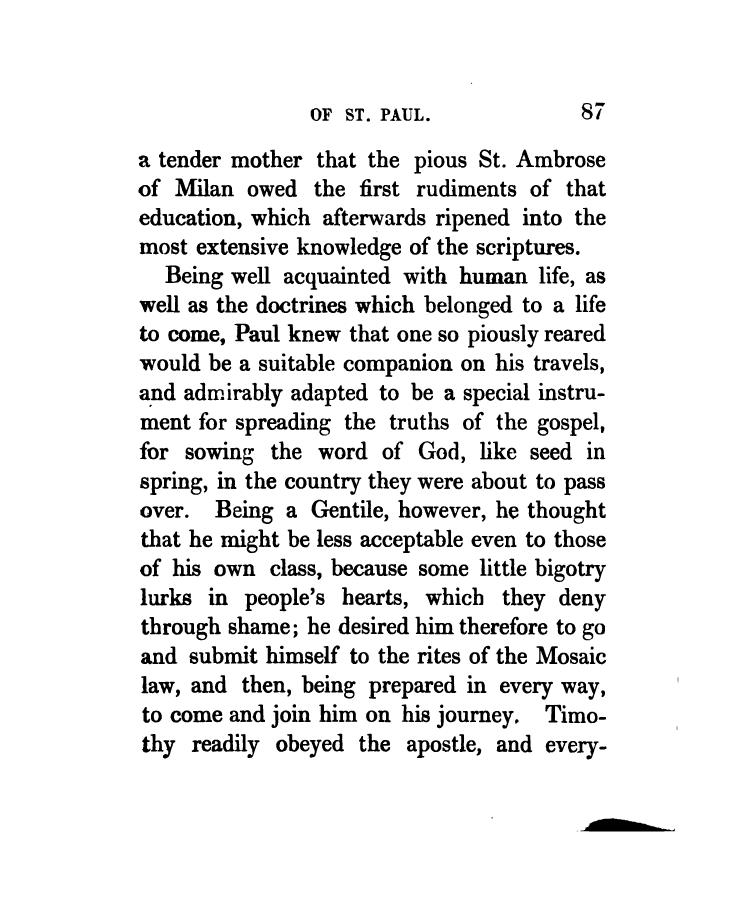 OF ST. PAUL. 87
a tender mother that the pious St. Ambrose
of Milan owed the first rudiments of that
education, which afterwards ripened into the
most extensive knowledge of the scriptures.
Being well acquainted with human life, as
well as the doctrines which belonged to a life
to come, Paul knew that one so piously reared
would be a suitable companion on his travels,
and admirably adapted to be a special instru-
ment for spreading the truths of the gospel,
for sowing the word of God, like seed in
spring, in the country they were about to pass
over. Being a Gentile, however, he thought
that he might be less acceptable even to those
of his own class, because some little bigotry
lurks in people's hearts, which they deny
through shame; he desired him therefore to go
and submit himself to the rites of the Mosaic
law, and then, being prepared in every way,
to come and join him on his journey. Timo-
thy readily obeyed the apostle, and every-